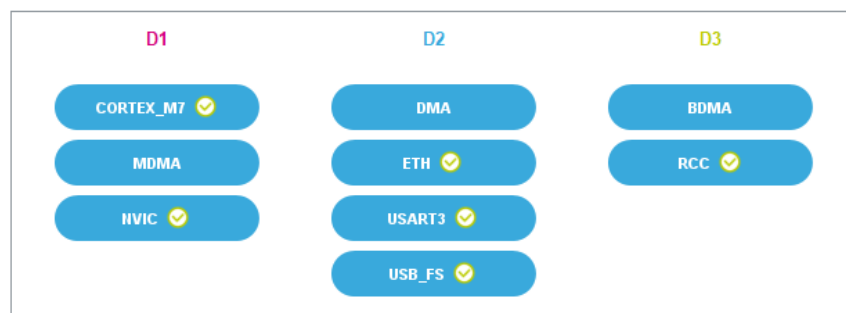 D1
CORTEX_M7
MDMA
NVIC
D2
DMA
ETH
USART3
USB_FS
D3
BDMA
RCC